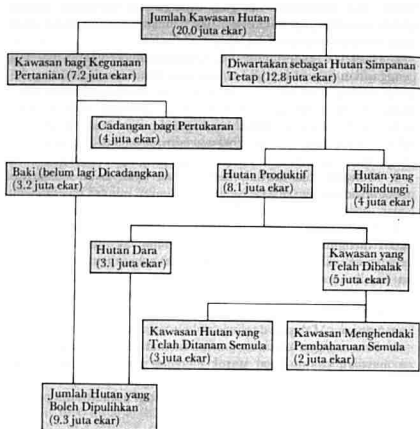 Jumlah Kawasan Hutan
(20.0 juta ekar)
Kawasan bagi Kegunaan
Pertanian (7.2 juta ekar)
Diwartakan sebagai Hutan Simpanan
Tetap (12.8 juta ekar)
Cadangan bagi Pertukaran
(4 juta ekar)
Baki (belum lagi Dicadangkan)
(3.2 juta ekar)
Hutan Produktif
(8.1 juta ekar)
Hutan yang
Dilindungi
(4 juta ekar)
Hutan Dara
(3.1 juta ekar)
Kawasan yang
Telah Dibalak
(5 juta ekar)
Kawasan Hutan yang
Telah Ditanam Semula
(3 juta ekar)
Kawasan Menghendaki
Pembaharuan Semula
(2 juta ekar)
Jumlah Hutan yang
Boleh Dipulihkan
(9.3 juta ekar)